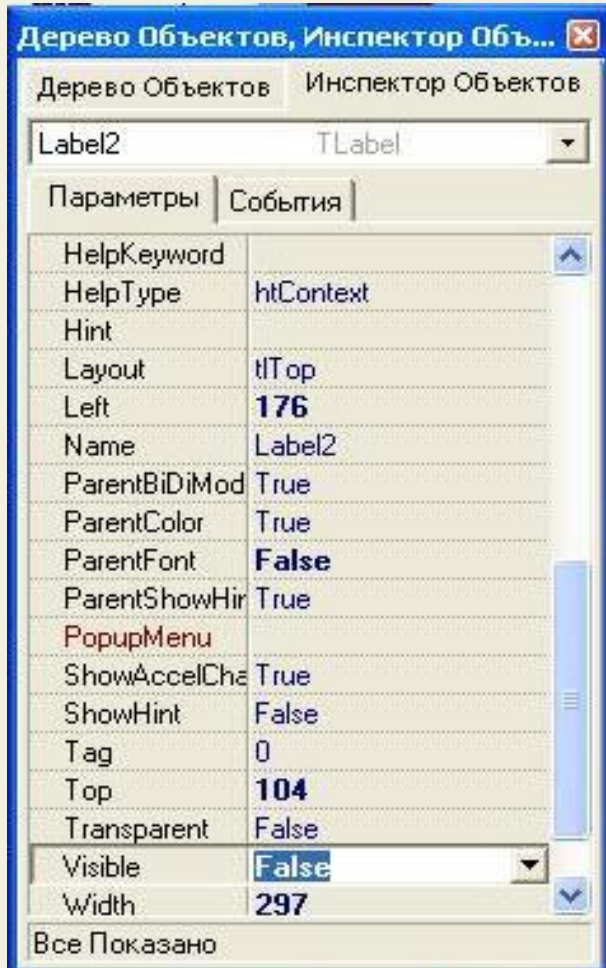 Дерево Объектов, Инспектор Объ...
Дерево Объектов Инспектор Объектов
Label2 TLabel
Параметры События
HelpKeyword
HelpType htContext
Hint
Layout tlTop
Left 176
Name Label2
ParentBiDiMod True
ParentColor True
ParentFont False
ParentShowHir True
PopupMenu
ShowAccelCha True
ShowHint False
Tag 0
Top 104
Transparent False
Visible False
Width 297
Все Показано